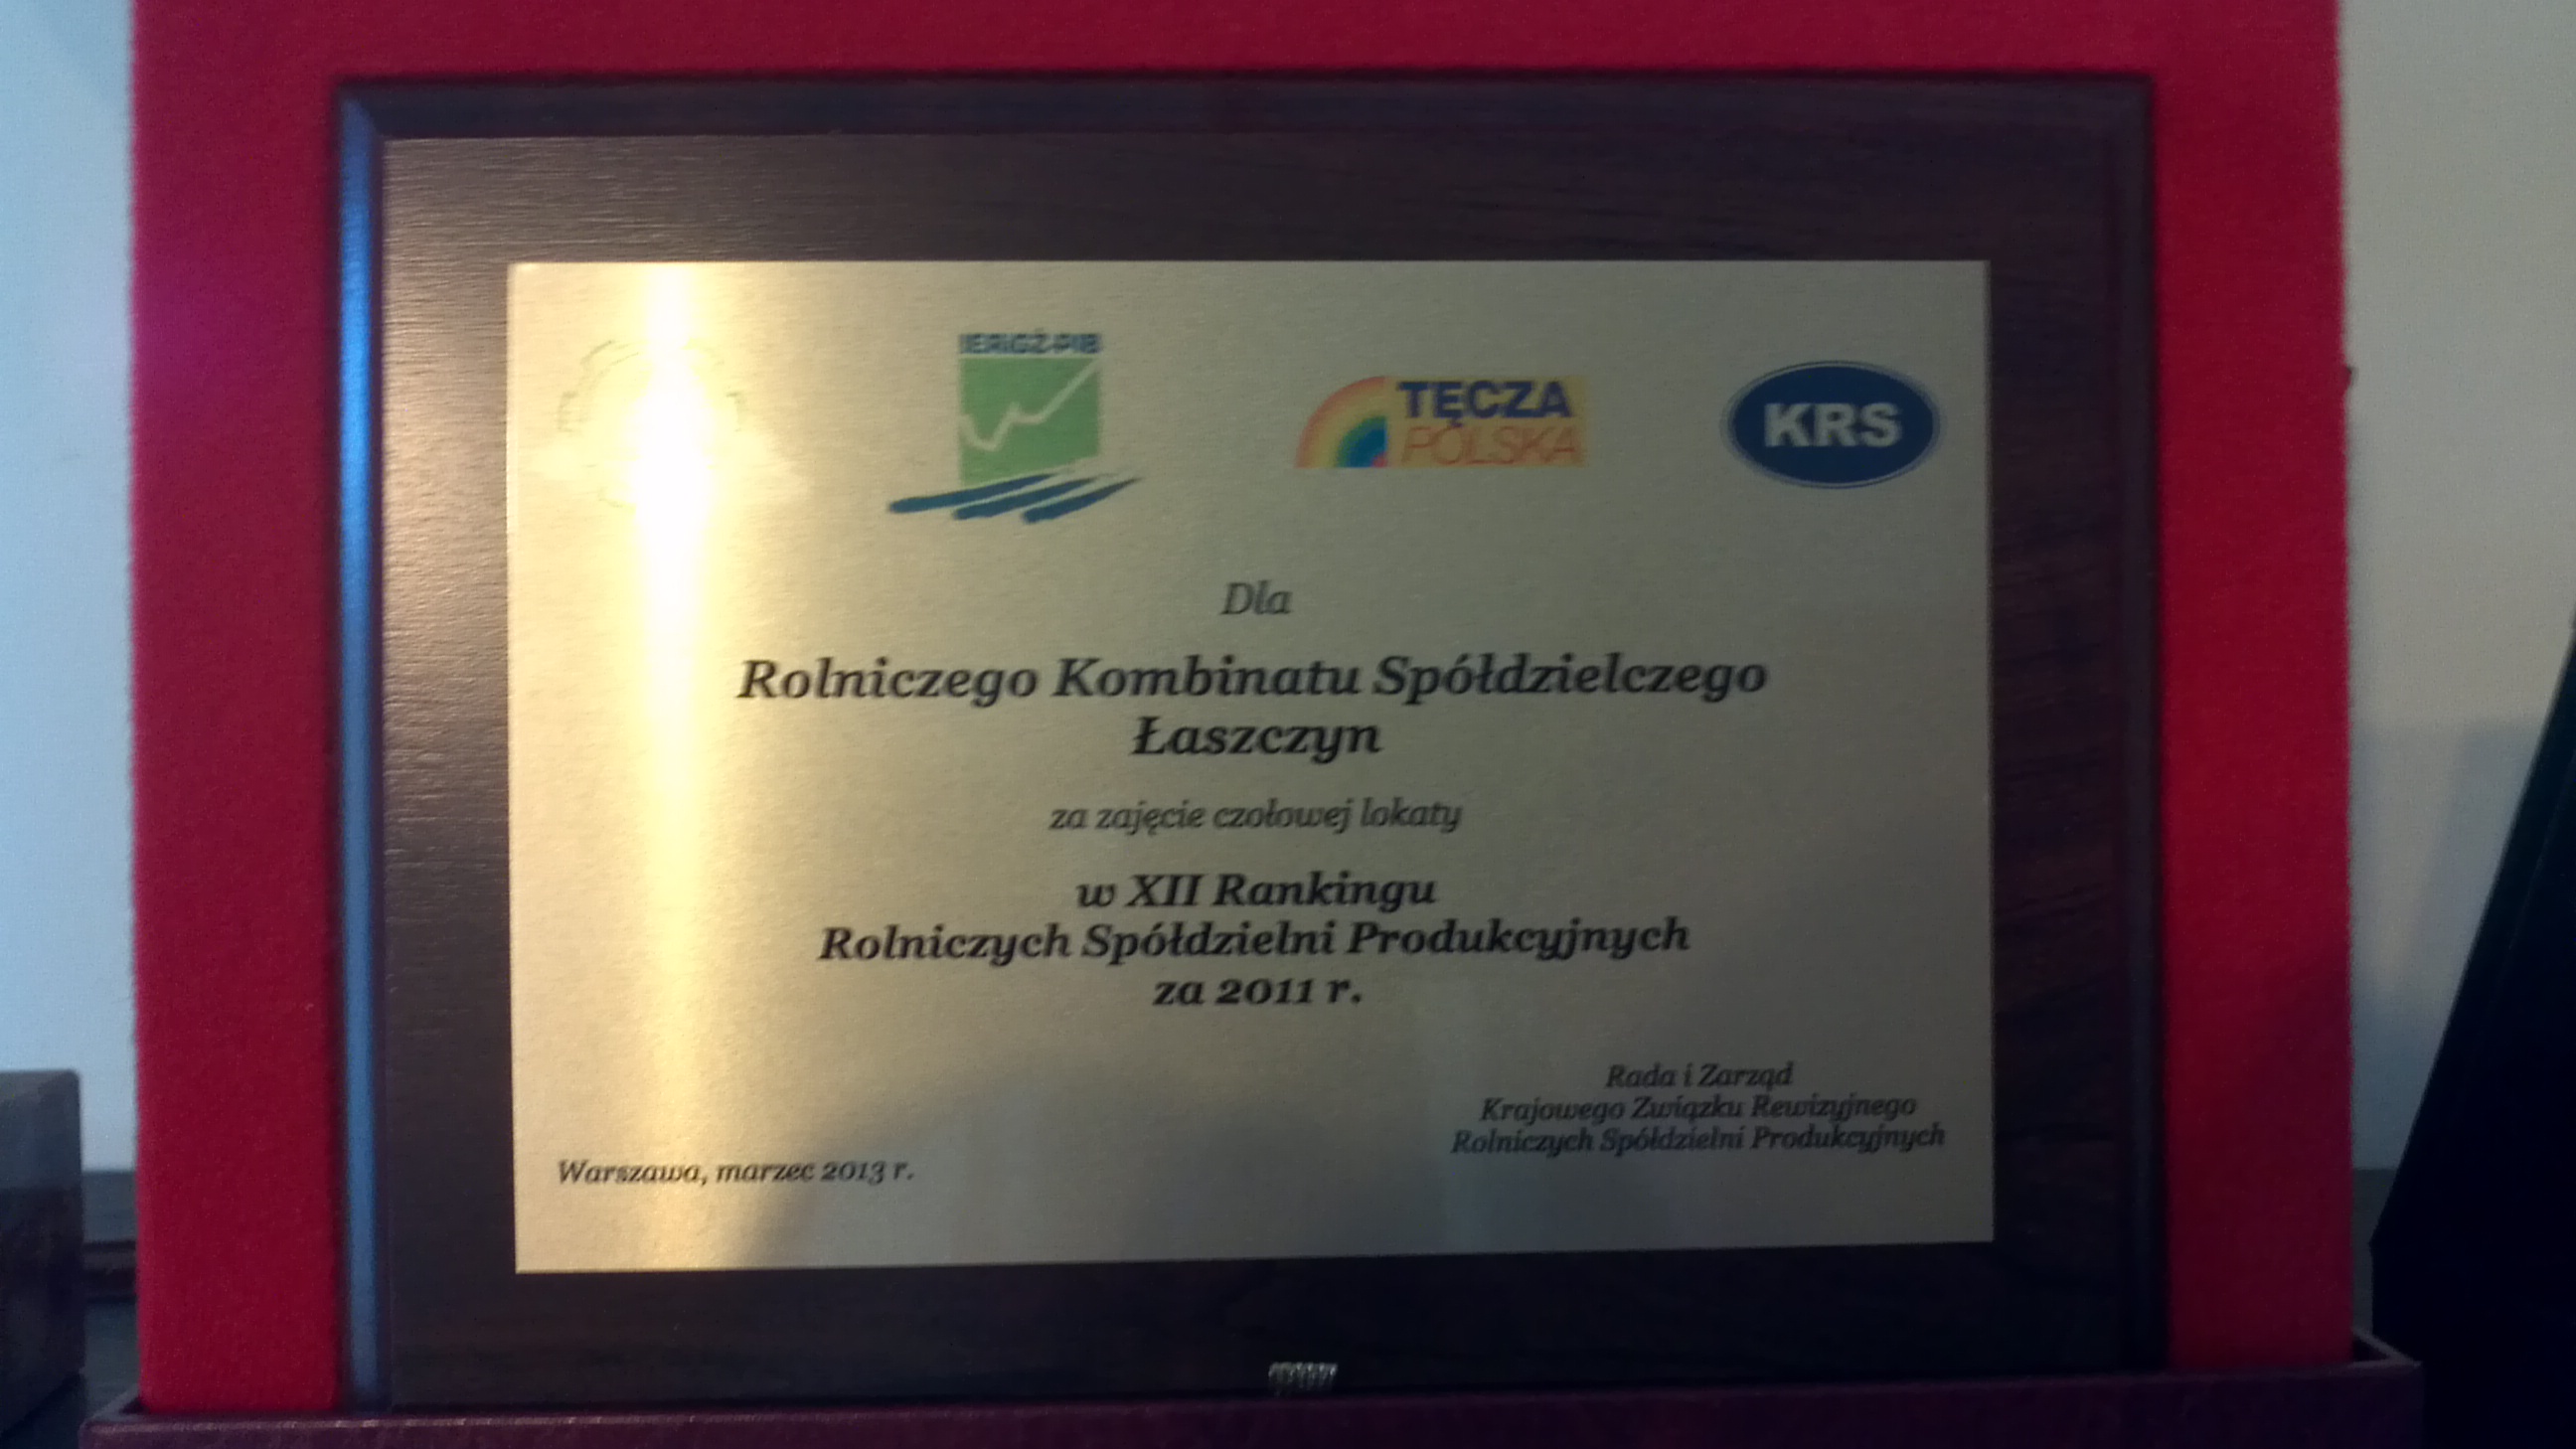 IERiGŻ-PIB
TĘCZA
POLSKA
KRS
Dla
Rolniczego Kombinatu Spółdzielczego
Łaszczyn
za zajęcie czołowej lokaty
w XII Rankingu
Rolniczych Spółdzielni Produkcyjnych
za 2011 r.
Rada i Zarząd
Krajowego Związku Rewizyjnego
Rolniczych Spółdzielni Produkcyjnych
Warszawa, marzec 2013 r.